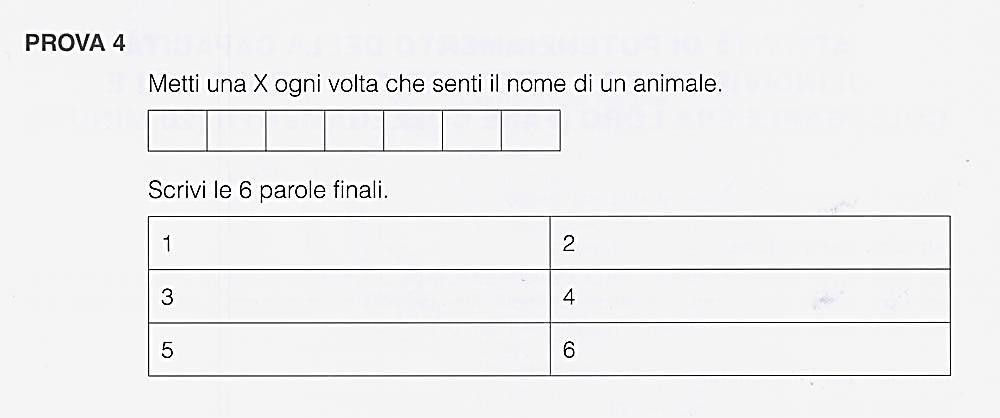 PROVA 4
Metti una X ogni volta che senti il nome di un animale.
Scrivi le 6 parole finali.
1 2
3 4
5 6